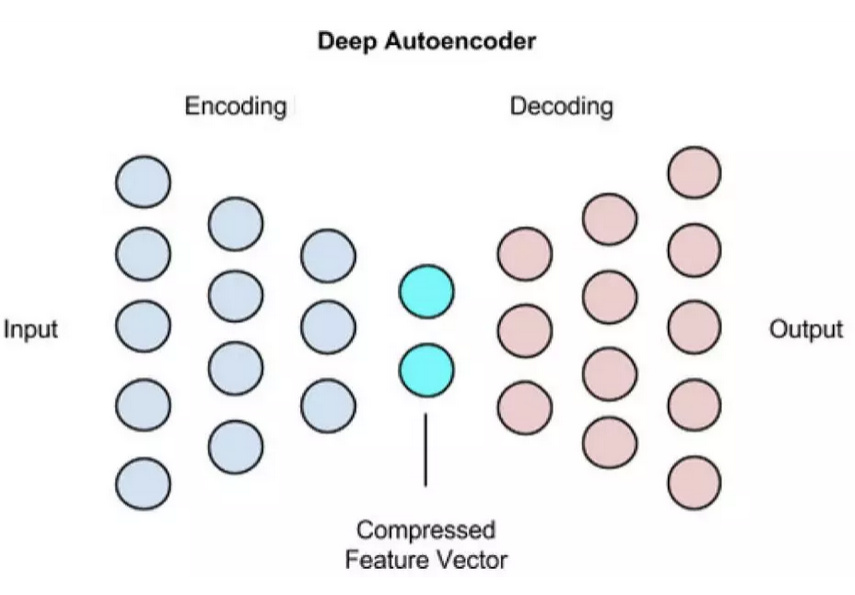 Deep Autoencoder
Encoding
Decoding
Input
Output
Compressed
Feature Vector